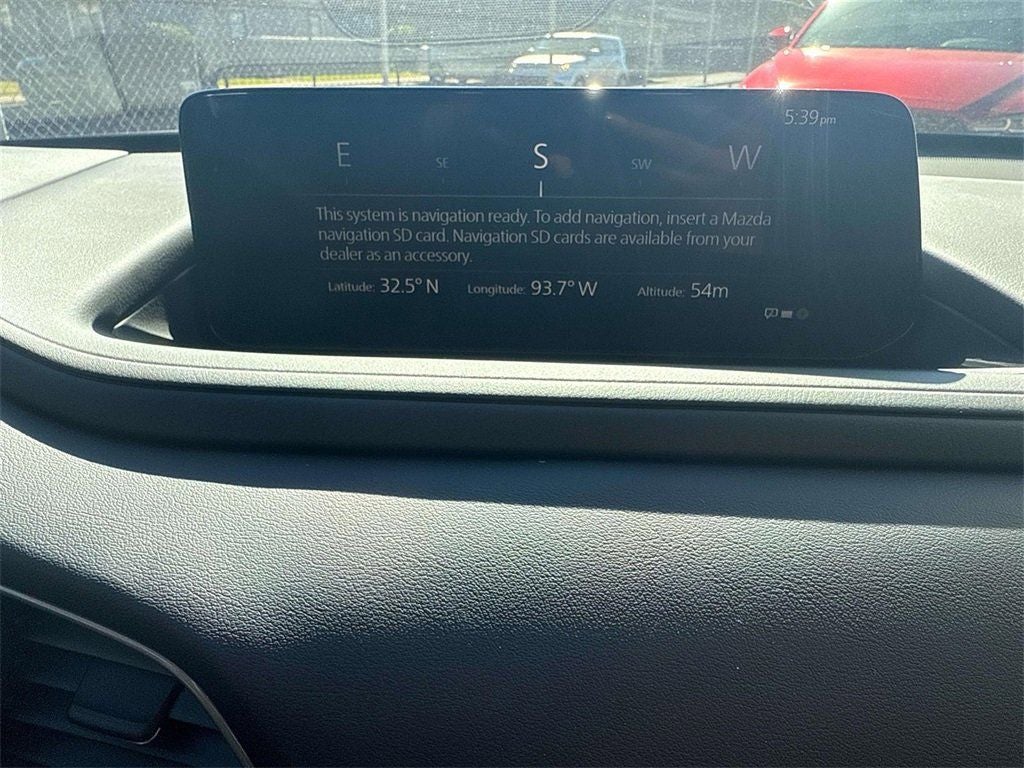 5:39pm
E SE S SW W
This system is navigation ready. To add navigation, insert a Mazda
navigation SD card. Navigation SD cards are available from your
dealer as an accessory.
Latitude: 32.5° N Longitude: 93.7° W Altitude: 54m